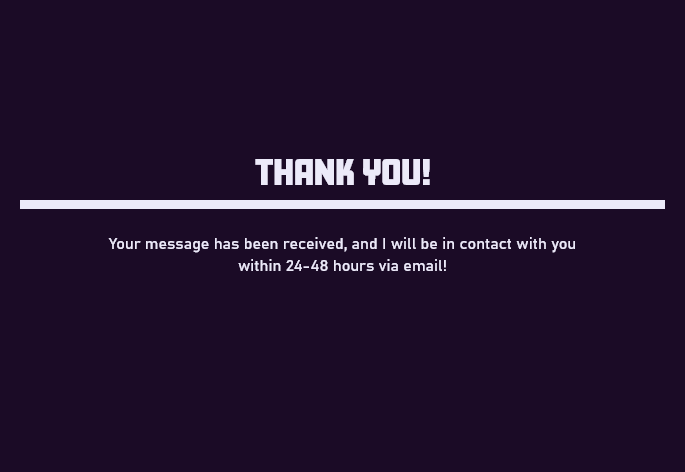 THANK YOU!
Your message has been received, and I will be in contact with you
within 24-48 hours via email!